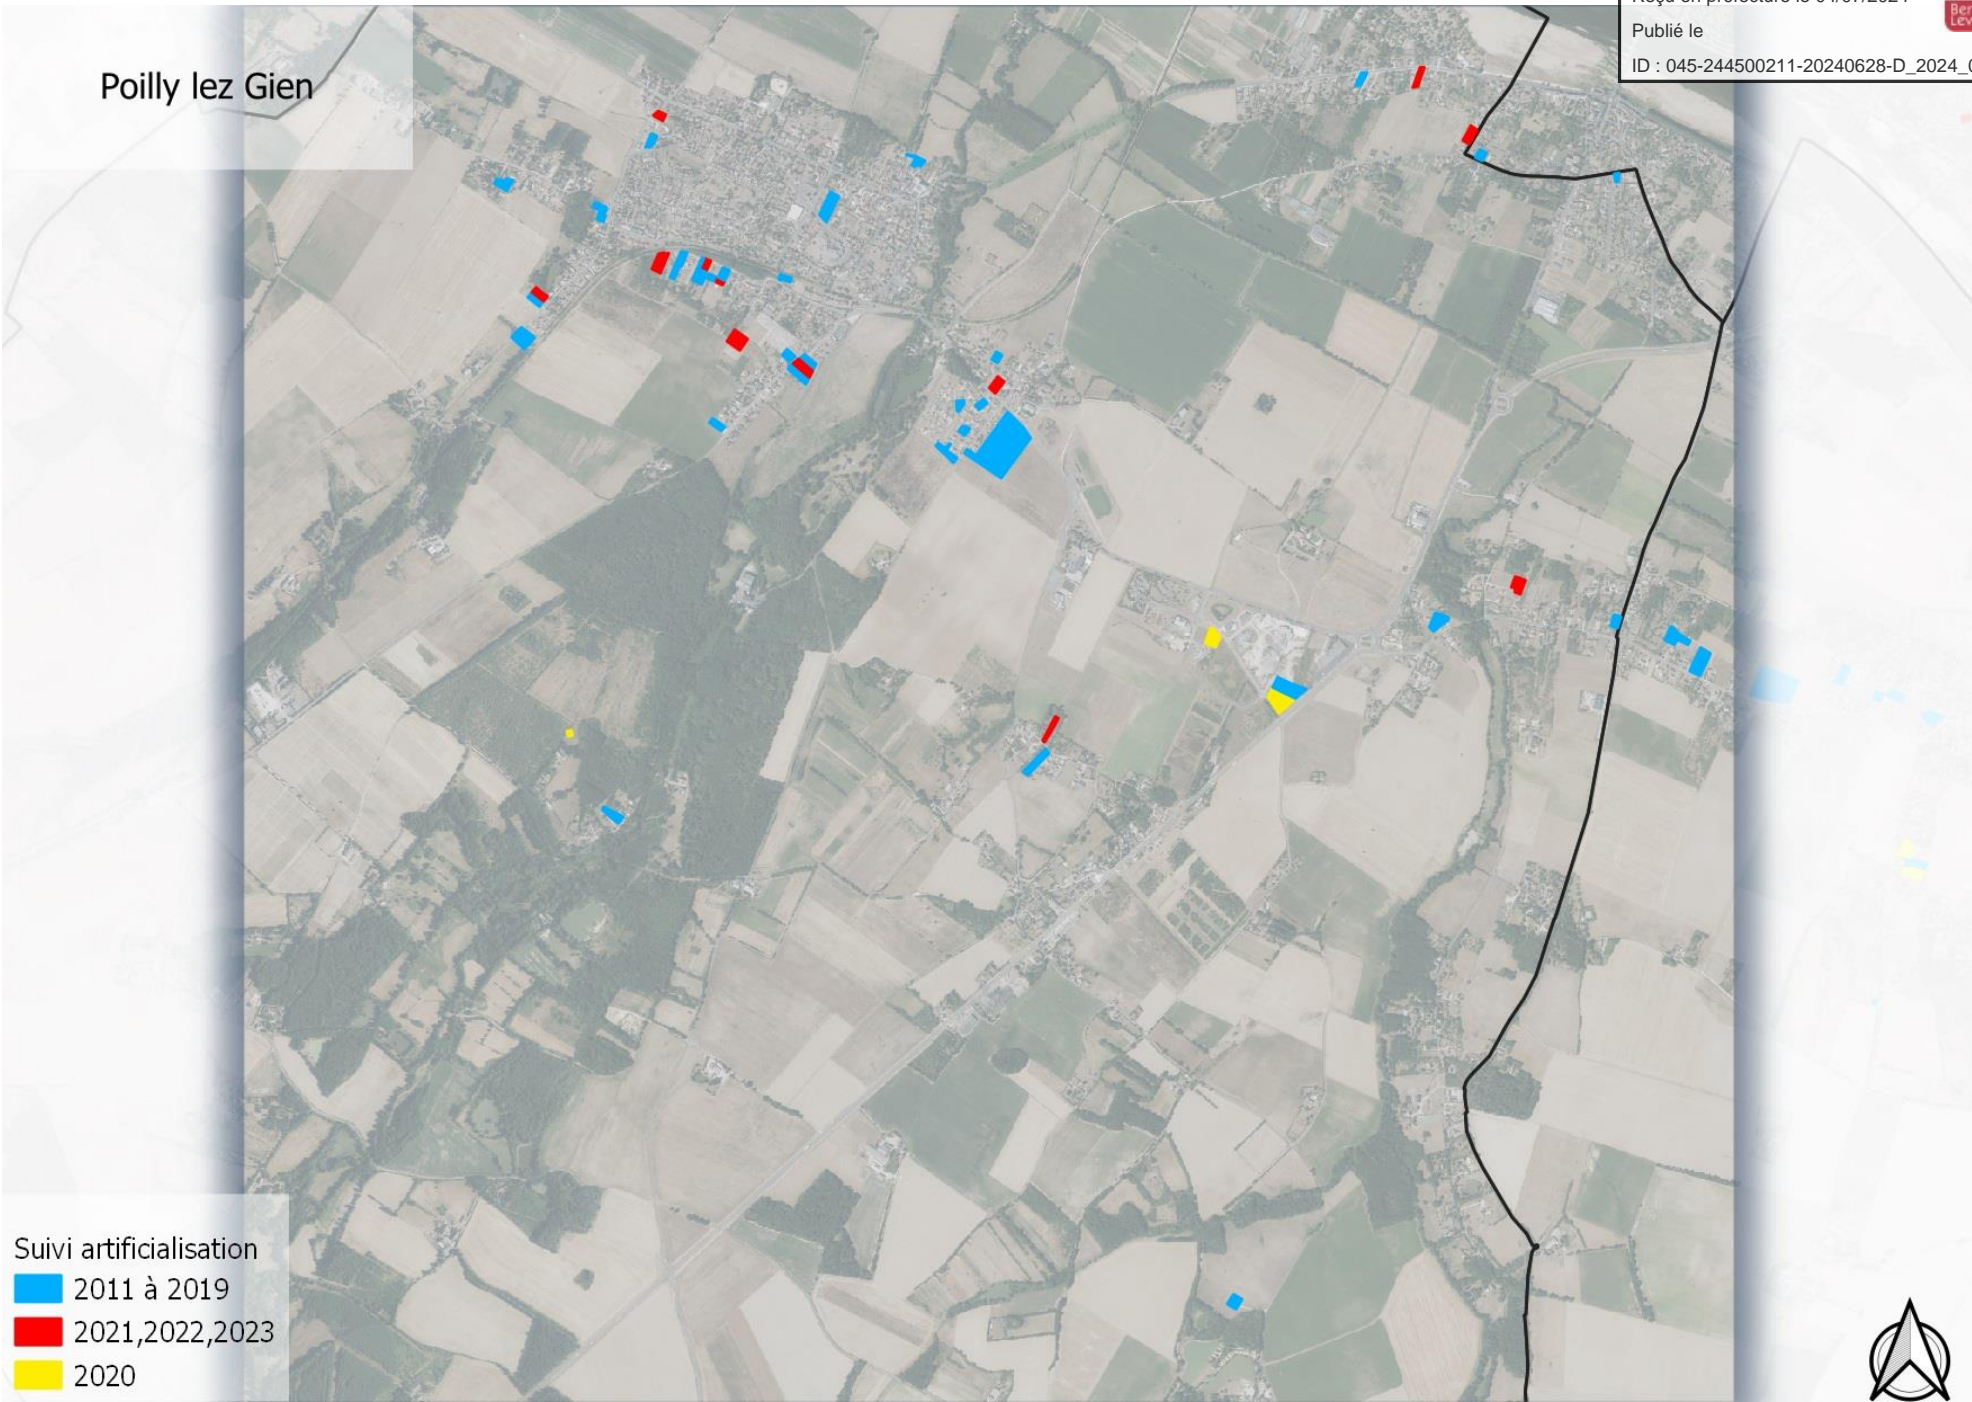 Poilly lez Gien
Publié le
ID : 045-244500211-20240628-D_2024_
Suivi artificialisation
2011 à 2019
2021,2022,2023
2020